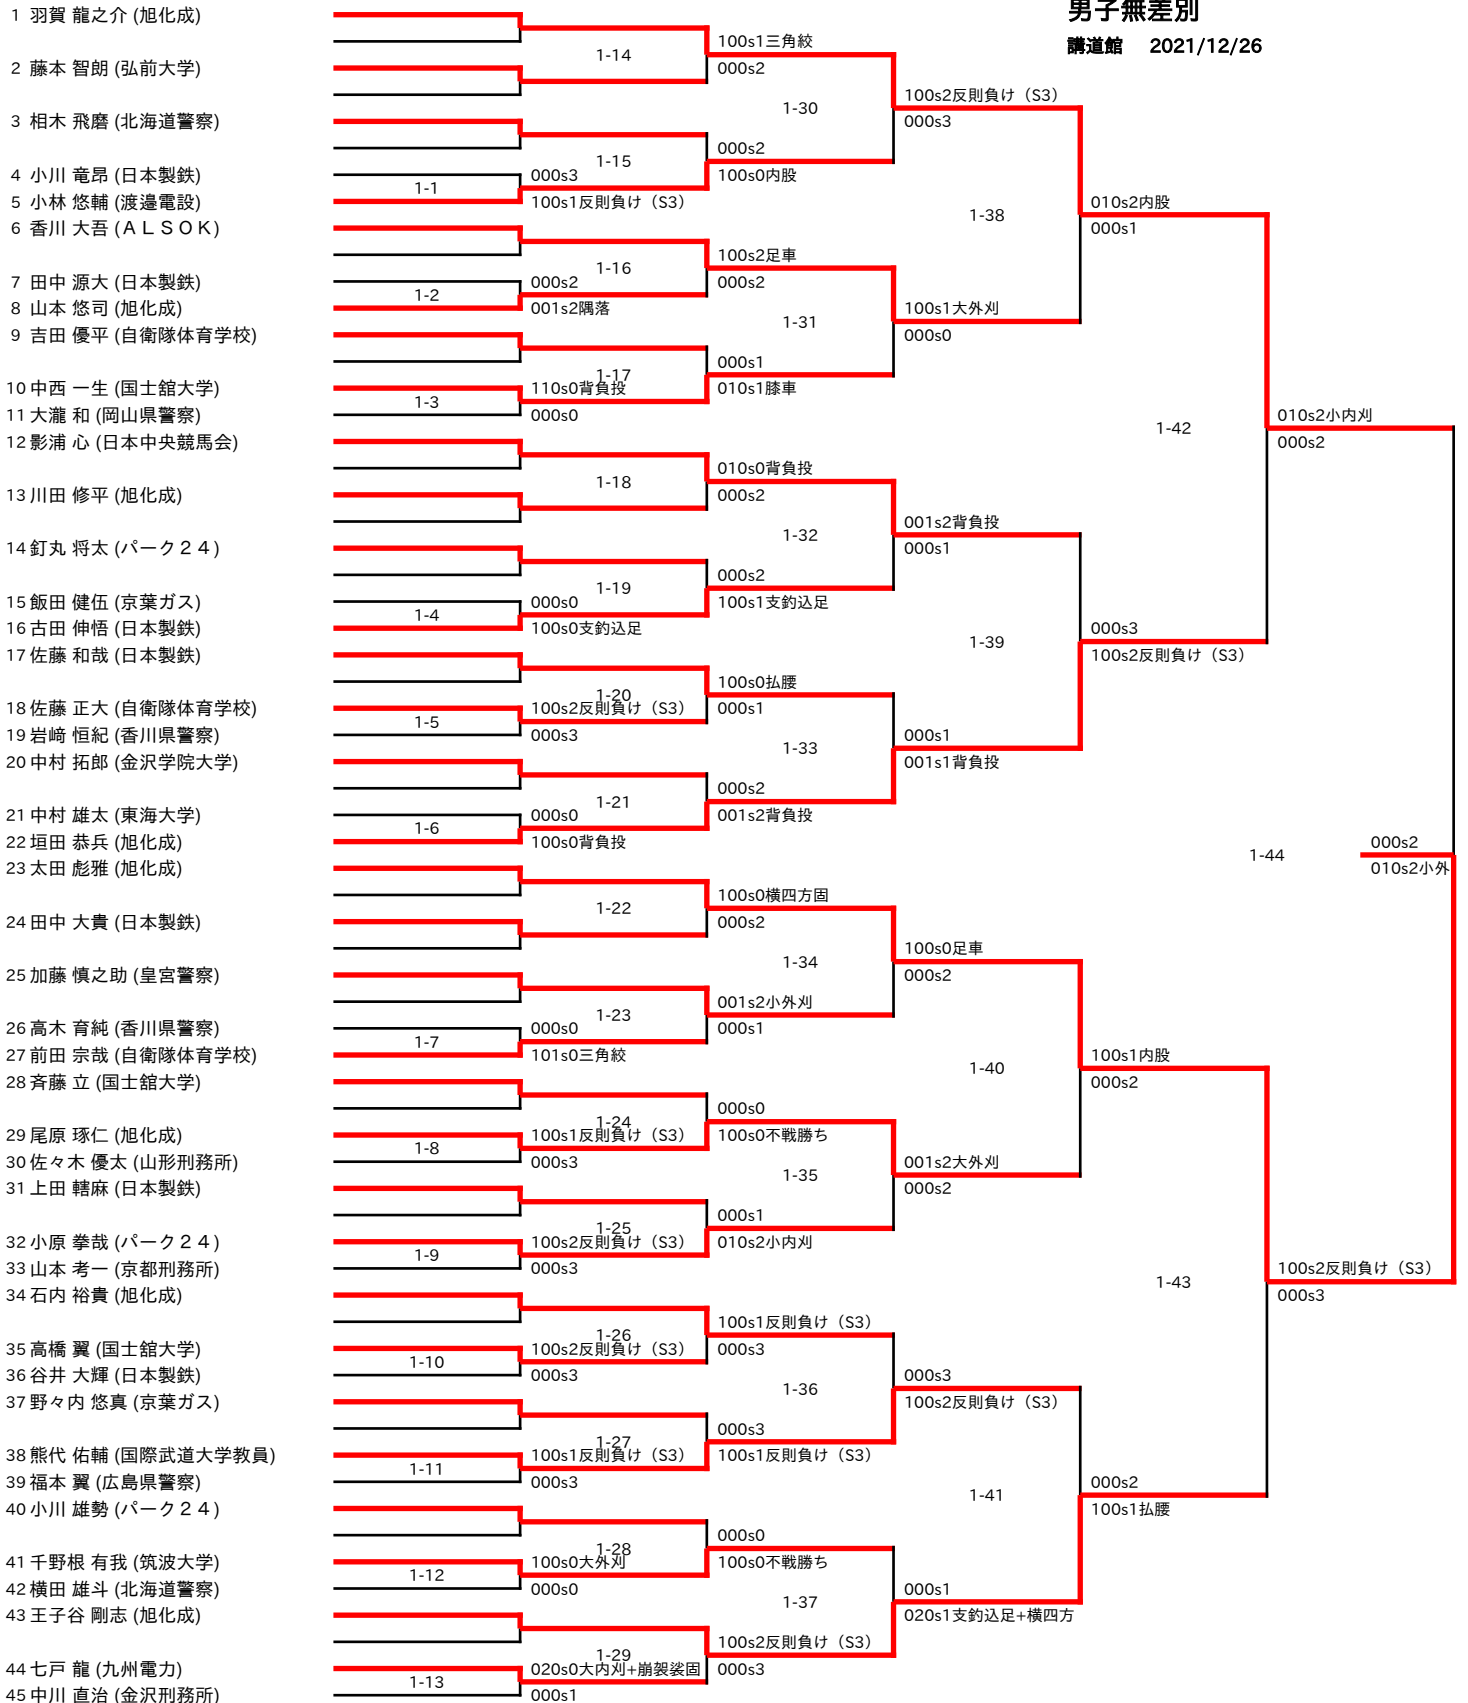 男子無差別
講道館 2021/12/26
1 羽賀 龍之介 (旭化成)
2 藤本 智朗 (弘前大学)
3 相木 飛磨 (北海道警察)
4 小川 竜昂 (日本製鉄)
5 小林 悠輔 (渡邉電設)
6 香川 大吾 (ＡＬＳＯＫ)
7 田中 源大 (日本製鉄)
8 山本 悠司 (旭化成)
9 吉田 優平 (自衛隊体育学校)
10 中西 一生 (国士舘大学)
11 大瀧 和 (岡山県警察)
12 影浦 心 (日本中央競馬会)
13 川田 修平 (旭化成)
14 釘丸 将太 (パーク２４)
15 飯田 健伍 (京葉ガス)
16 古田 伸悟 (日本製鉄)
17 佐藤 和哉 (日本製鉄)
18 佐藤 正大 (自衛隊体育学校)
19 岩﨑 恒紀 (香川県警察)
20 中村 拓郎 (金沢学院大学)
21 中村 雄太 (東海大学)
22 垣田 恭兵 (旭化成)
23 太田 彪雅 (旭化成)
24 田中 大貴 (日本製鉄)
25 加藤 慎之助 (皇宮警察)
26 高木 育純 (香川県警察)
27 前田 宗哉 (自衛隊体育学校)
28 斉藤 立 (国士舘大学)
29 尾原 琢仁 (旭化成)
30 佐々木 優太 (山形刑務所)
31 上田 轄麻 (日本製鉄)
32 小原 拳哉 (パーク２４)
33 山本 考一 (京都刑務所)
34 石内 裕貴 (旭化成)
35 高橋 翼 (国士舘大学)
36 谷井 大輝 (日本製鉄)
37 野々内 悠真 (京葉ガス)
38 熊代 佑輔 (国際武道大学教員)
39 福本 翼 (広島県警察)
40 小川 雄勢 (パーク２４)
41 千野根 有我 (筑波大学)
42 横田 雄斗 (北海道警察)
43 王子谷 剛志 (旭化成)
44 七戸 龍 (九州電力)
45 中川 直治 (金沢刑務所)
1-1
000s3
100s1反則負け（S3）
1-2
000s2
001s2隅落
1-3
110s0背負投
000s0
1-4
000s0
100s0支釣込足
1-5
100s2反則負け（S3）
000s3
1-6
000s0
100s0背負投
1-7
000s0
101s0三角絞
1-8
100s1反則負け（S3）
000s3
1-9
100s2反則負け（S3）
000s3
1-10
100s2反則負け（S3）
000s3
1-11
100s1反則負け（S3）
000s3
1-12
100s0大外刈
000s0
1-13
020s0大内刈+崩袈裟固
000s1
1-14
100s1三角絞
000s2
1-15
000s2
100s0内股
1-16
100s2足車
000s2
1-17
000s1
010s1膝車
1-18
010s0背負投
000s2
1-19
000s2
100s1支釣込足
1-20
100s0払腰
000s1
1-21
000s2
001s2背負投
1-22
100s0横四方固
000s2
1-23
001s2小外刈
000s1
1-24
000s0
100s0不戦勝ち
1-25
000s1
010s2小内刈
1-26
100s1反則負け（S3）
000s3
1-27
000s3
100s1反則負け（S3）
1-28
000s0
100s0不戦勝ち
1-29
100s2反則負け（S3）
000s3
1-30
100s2反則負け（S3）
000s3
1-31
100s1大外刈
000s0
1-32
001s2背負投
000s1
1-33
000s1
001s1背負投
1-34
100s0足車
000s2
1-35
001s2大外刈
000s2
1-36
000s3
100s2反則負け（S3）
1-37
000s1
020s1支釣込足+横四方
1-38
010s2内股
000s1
1-39
000s3
100s2反則負け（S3）
1-40
100s1内股
000s2
1-41
000s2
100s1払腰
1-42
010s2小内刈
000s2
1-43
100s2反則負け（S3）
000s3
1-44
000s2
010s2小外